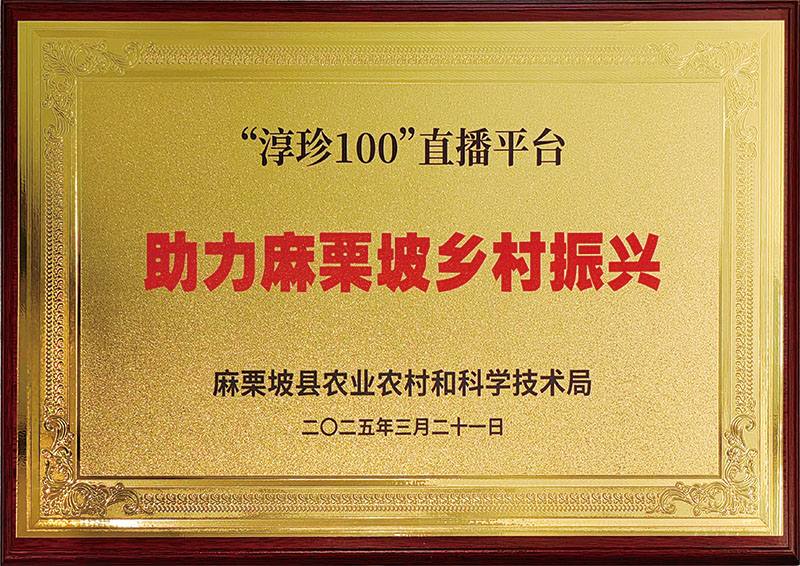 “淳珍100”直播平台
助力麻栗坡乡村振兴
麻栗坡县农业农村和科学技术局
二〇二五年三月二十一日